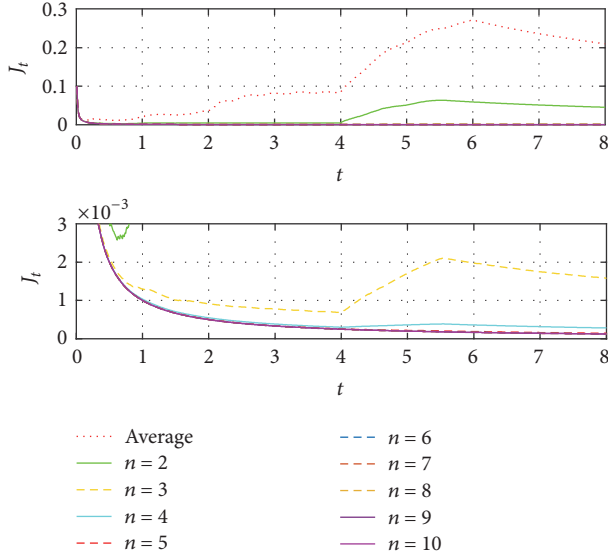 0.3
0.2
0.1
0
J_t
0 1 2 3 4 5 6 7 8
t
×10⁻³
3
2
1
0
J_t
0 1 2 3 4 5 6 7 8
t
Average
n = 2
n = 3
n = 4
n = 5
n = 6
n = 7
n = 8
n = 9
n = 10